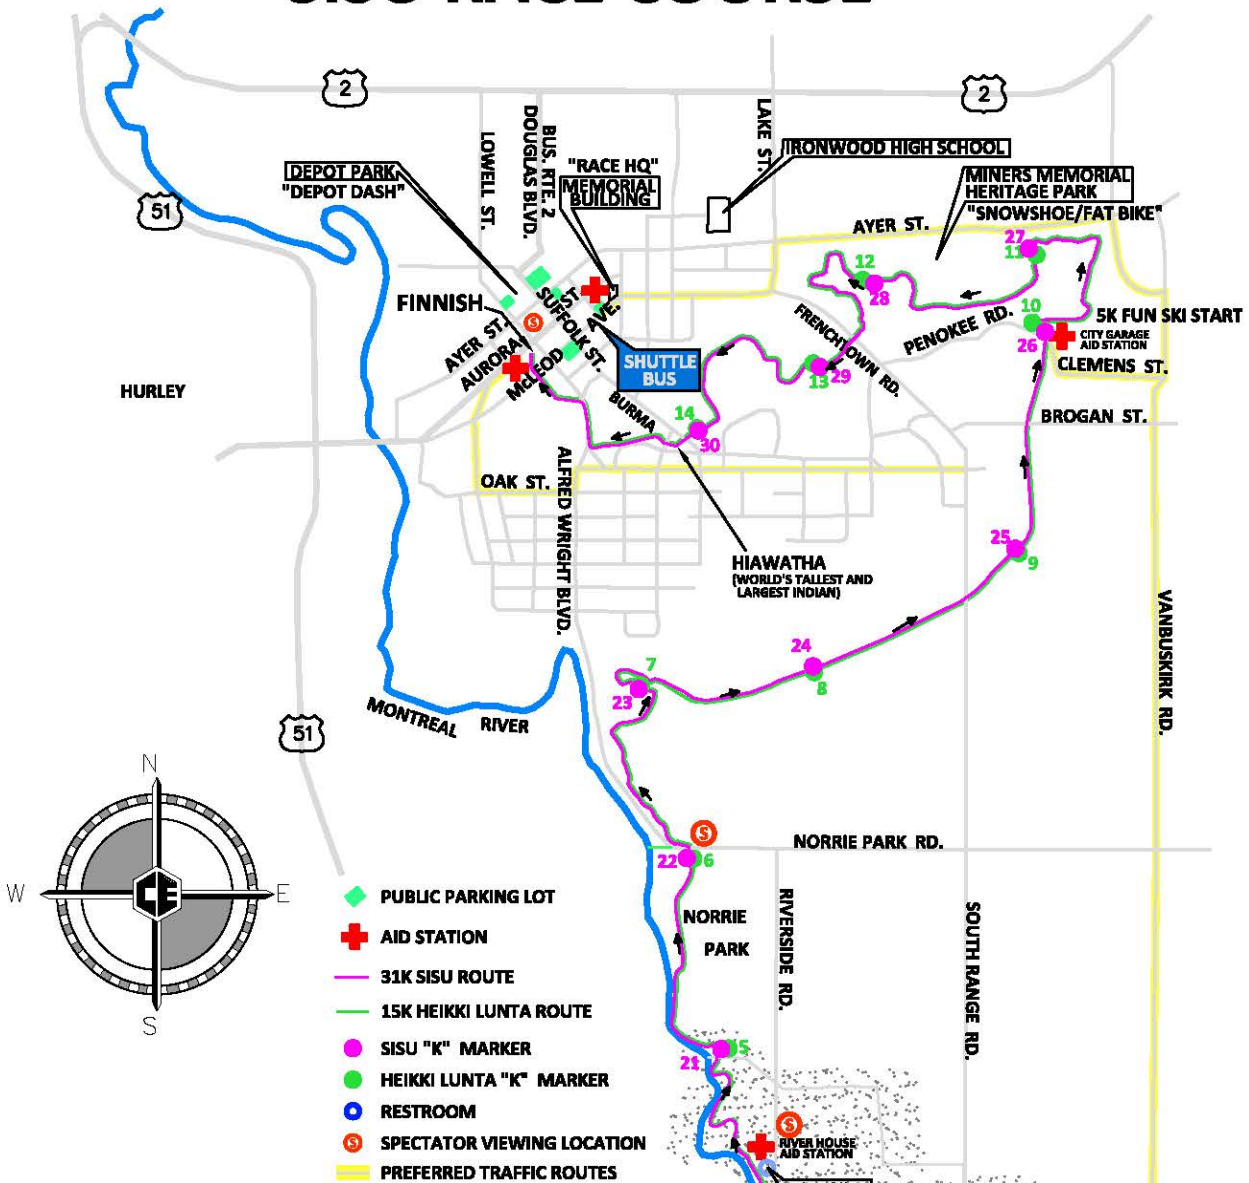 2
2
LAKE ST.
LOWELL ST.
DOUGLAS BLVD.
BUS. RTE. 2
IRONWOOD HIGH SCHOOL
"RACE HQ"
MEMORIAL
BUILDING
DEPOT PARK
"DEPOT DASH"
MINERS MEMORIAL
HERITAGE PARK
"SNOWSHOE/FAT BIKE"
51
AYER ST.
27
11
12
28
FINNISH
S
ST
SUFFOLK ST.
AVE.
AYER ST.
AURORA
McLEOD
FRENCHTOWN RD.
PENOKEE RD.
10
26
5K FUN SKI START
CITY GARAGE
AID STATION
CLEMENS ST.
SHUTTLE
BUS
13
29
HURLEY
BURMA
14
30
BROGAN ST.
OAK ST.
ALFRED WRIGHT BLVD.
HIAWATHA
(WORLD'S TALLEST AND
LARGEST INDIAN)
25
9
VANBUSKIRK RD.
24
8
7
23
MONTREAL RIVER
51
S
NORRIE PARK RD.
22
6
NORRIE
PARK
RIVERSIDE RD.
SOUTH RANGE RD.
21
5
S
RIVER HOUSE
AID STATION
N
W
E
S
CE
PUBLIC PARKING LOT
AID STATION
31K SISU ROUTE
15K HEIKKI LUNTA ROUTE
SISU "K" MARKER
HEIKKI LUNTA "K" MARKER
RESTROOM
S SPECTATOR VIEWING LOCATION
PREFERRED TRAFFIC ROUTES